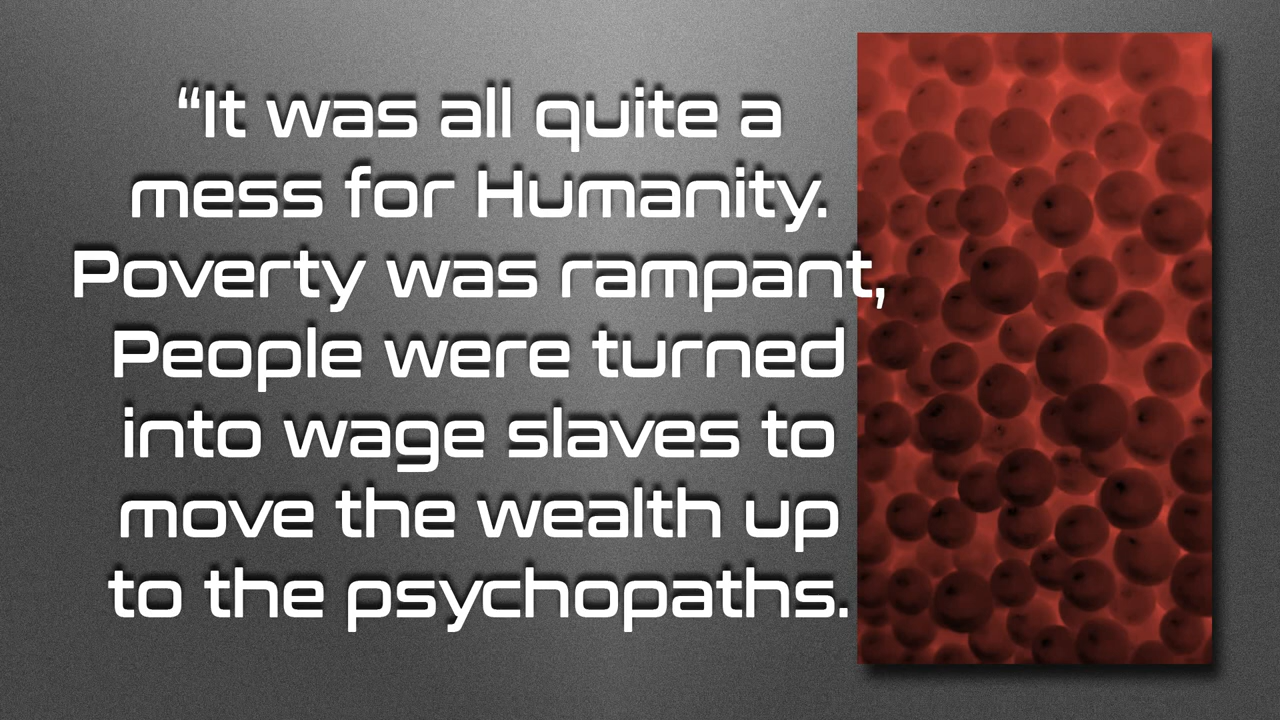 “It was all quite a
mess for Humanity.
Poverty was rampant,
People were turned
into wage slaves to
move the wealth up
to the psychopaths.